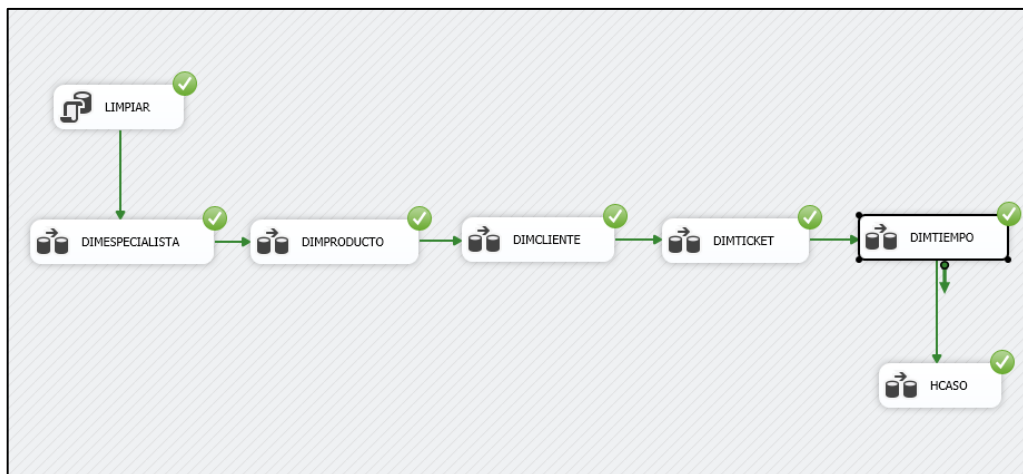 LIMPIAR
DIMESPECIALISTA
DIMPRODUCTO
DIMCLIENTE
DIMTICKET
DIMTIEMPO
HCASO